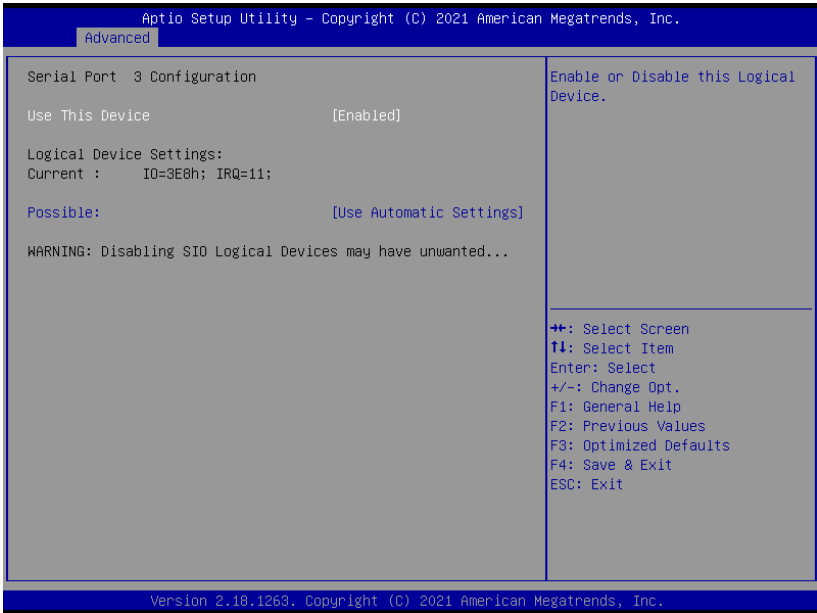 Aptio Setup Utility – Copyright (C) 2021 American Megatrends, Inc.
Advanced
Serial Port  3 Configuration
Use This Device [Enabled]
Logical Device Settings:
Current :     IO=3E8h; IRQ=11;
Possible: [Use Automatic Settings]
WARNING: Disabling SIO Logical Devices may have unwanted...
Enable or Disable this Logical
Device.
→←: Select Screen
↑↓: Select Item
Enter: Select
+/-: Change Opt.
F1: General Help
F2: Previous Values
F3: Optimized Defaults
F4: Save & Exit
ESC: Exit
Version 2.18.1263. Copyright (C) 2021 American Megatrends, Inc.